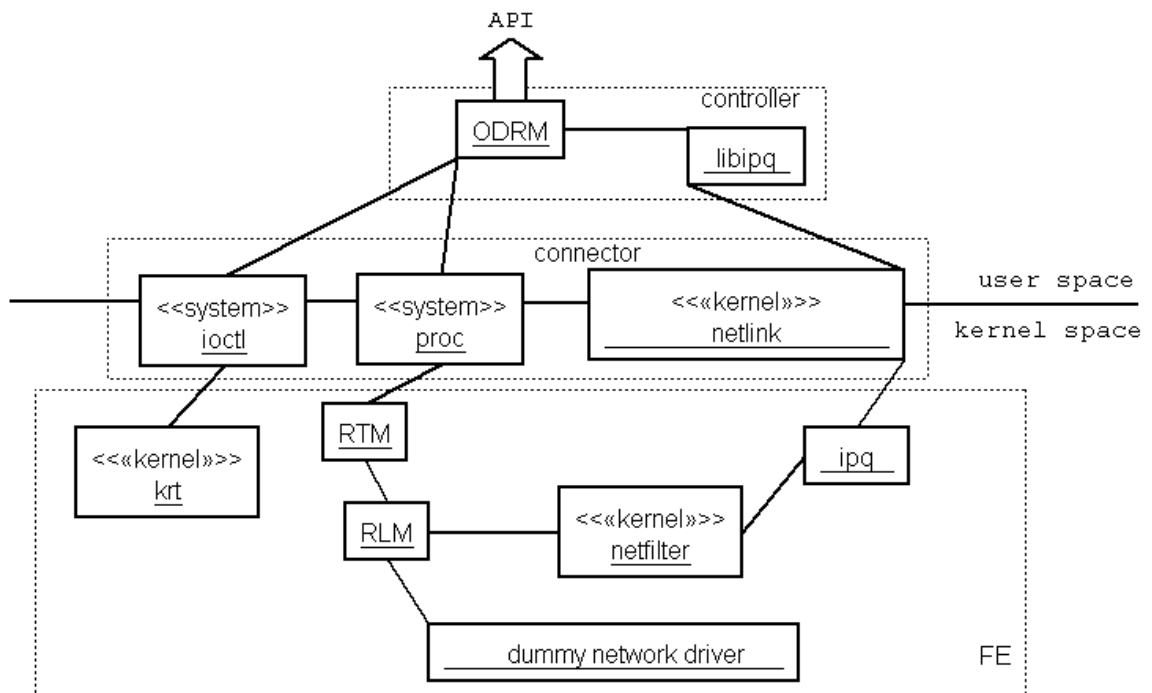 API
controller
ODRM
libipq
connector
<<system>>
ioctl
<<system>>
proc
<<«kernel»>>
netlink
user space
kernel space
<<«kernel»>>
krt
RTM
ipq
RLM
<<«kernel»>>
netfilter
dummy network driver
FE